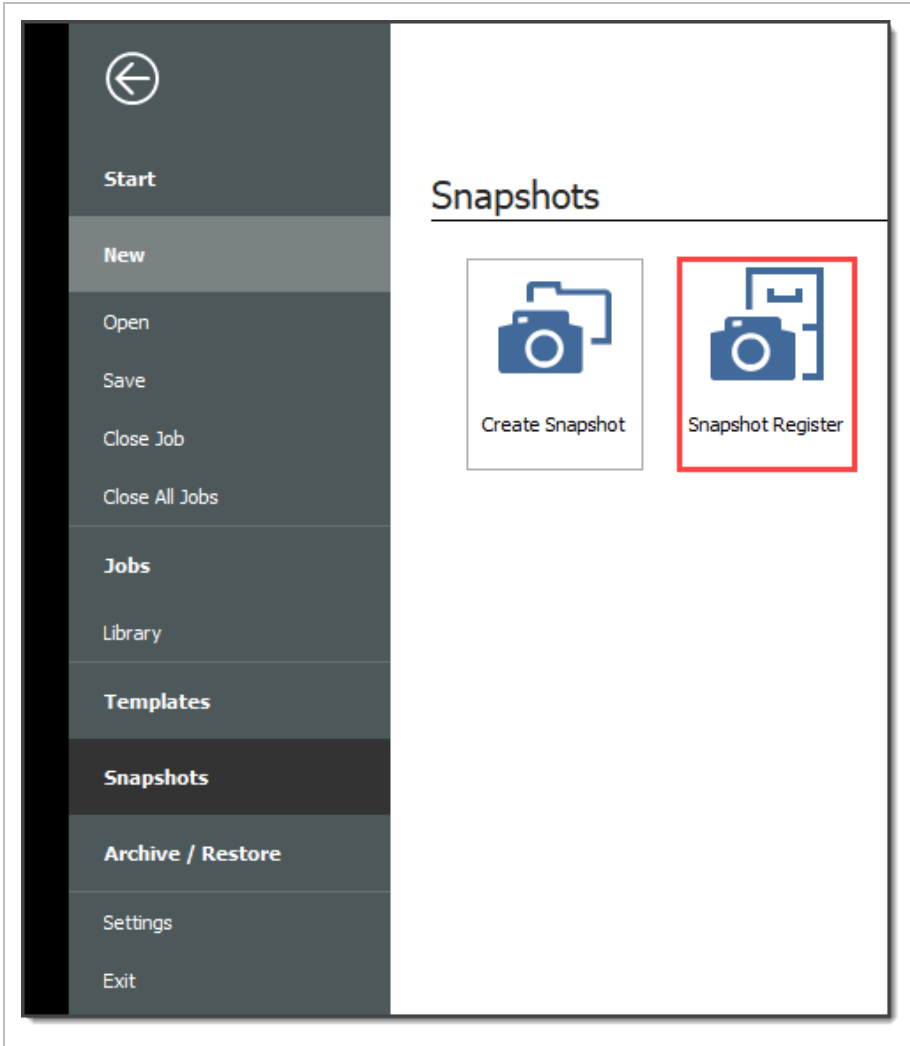 Start
New
Open
Save
Close Job
Close All Jobs
Jobs
Library
Templates
Snapshots
Archive / Restore
Settings
Exit
Snapshots
Create Snapshot
Snapshot Register